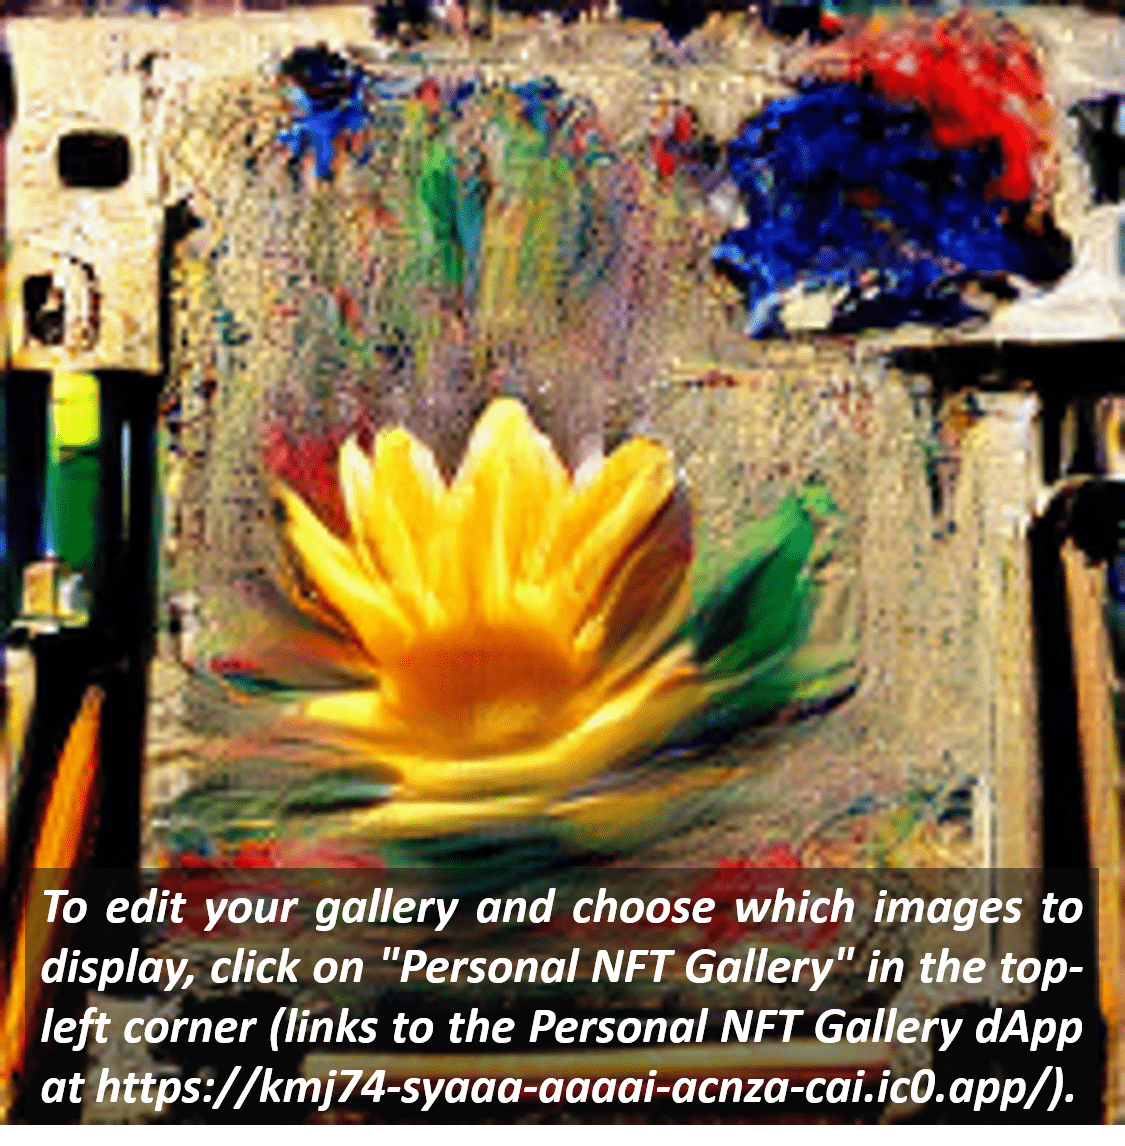 To edit your gallery and choose which images to
display, click on "Personal NFT Gallery" in the top-
left corner (links to the Personal NFT Gallery dApp
at https://kmj74-syaaa-aaaai-acnza-cai.ic0.app/).